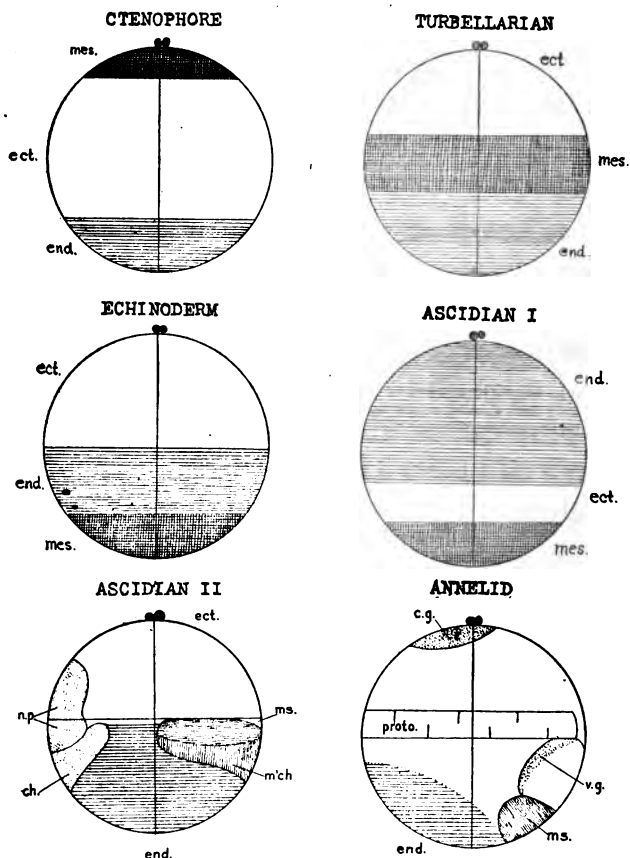 CTENOPHORE
mes.
ect.
end.
TURBELLARIAN
ect
mes.
end.
ECHINODERM
ect.
end.
mes.
ASCIDIAN I
end.
ect.
mes.
ASCIDIAN II
ect.
n.p.
ms.
m'ch
ch.
end.
ANNELID
c.g.
proto.
v.g.
ms.
end.